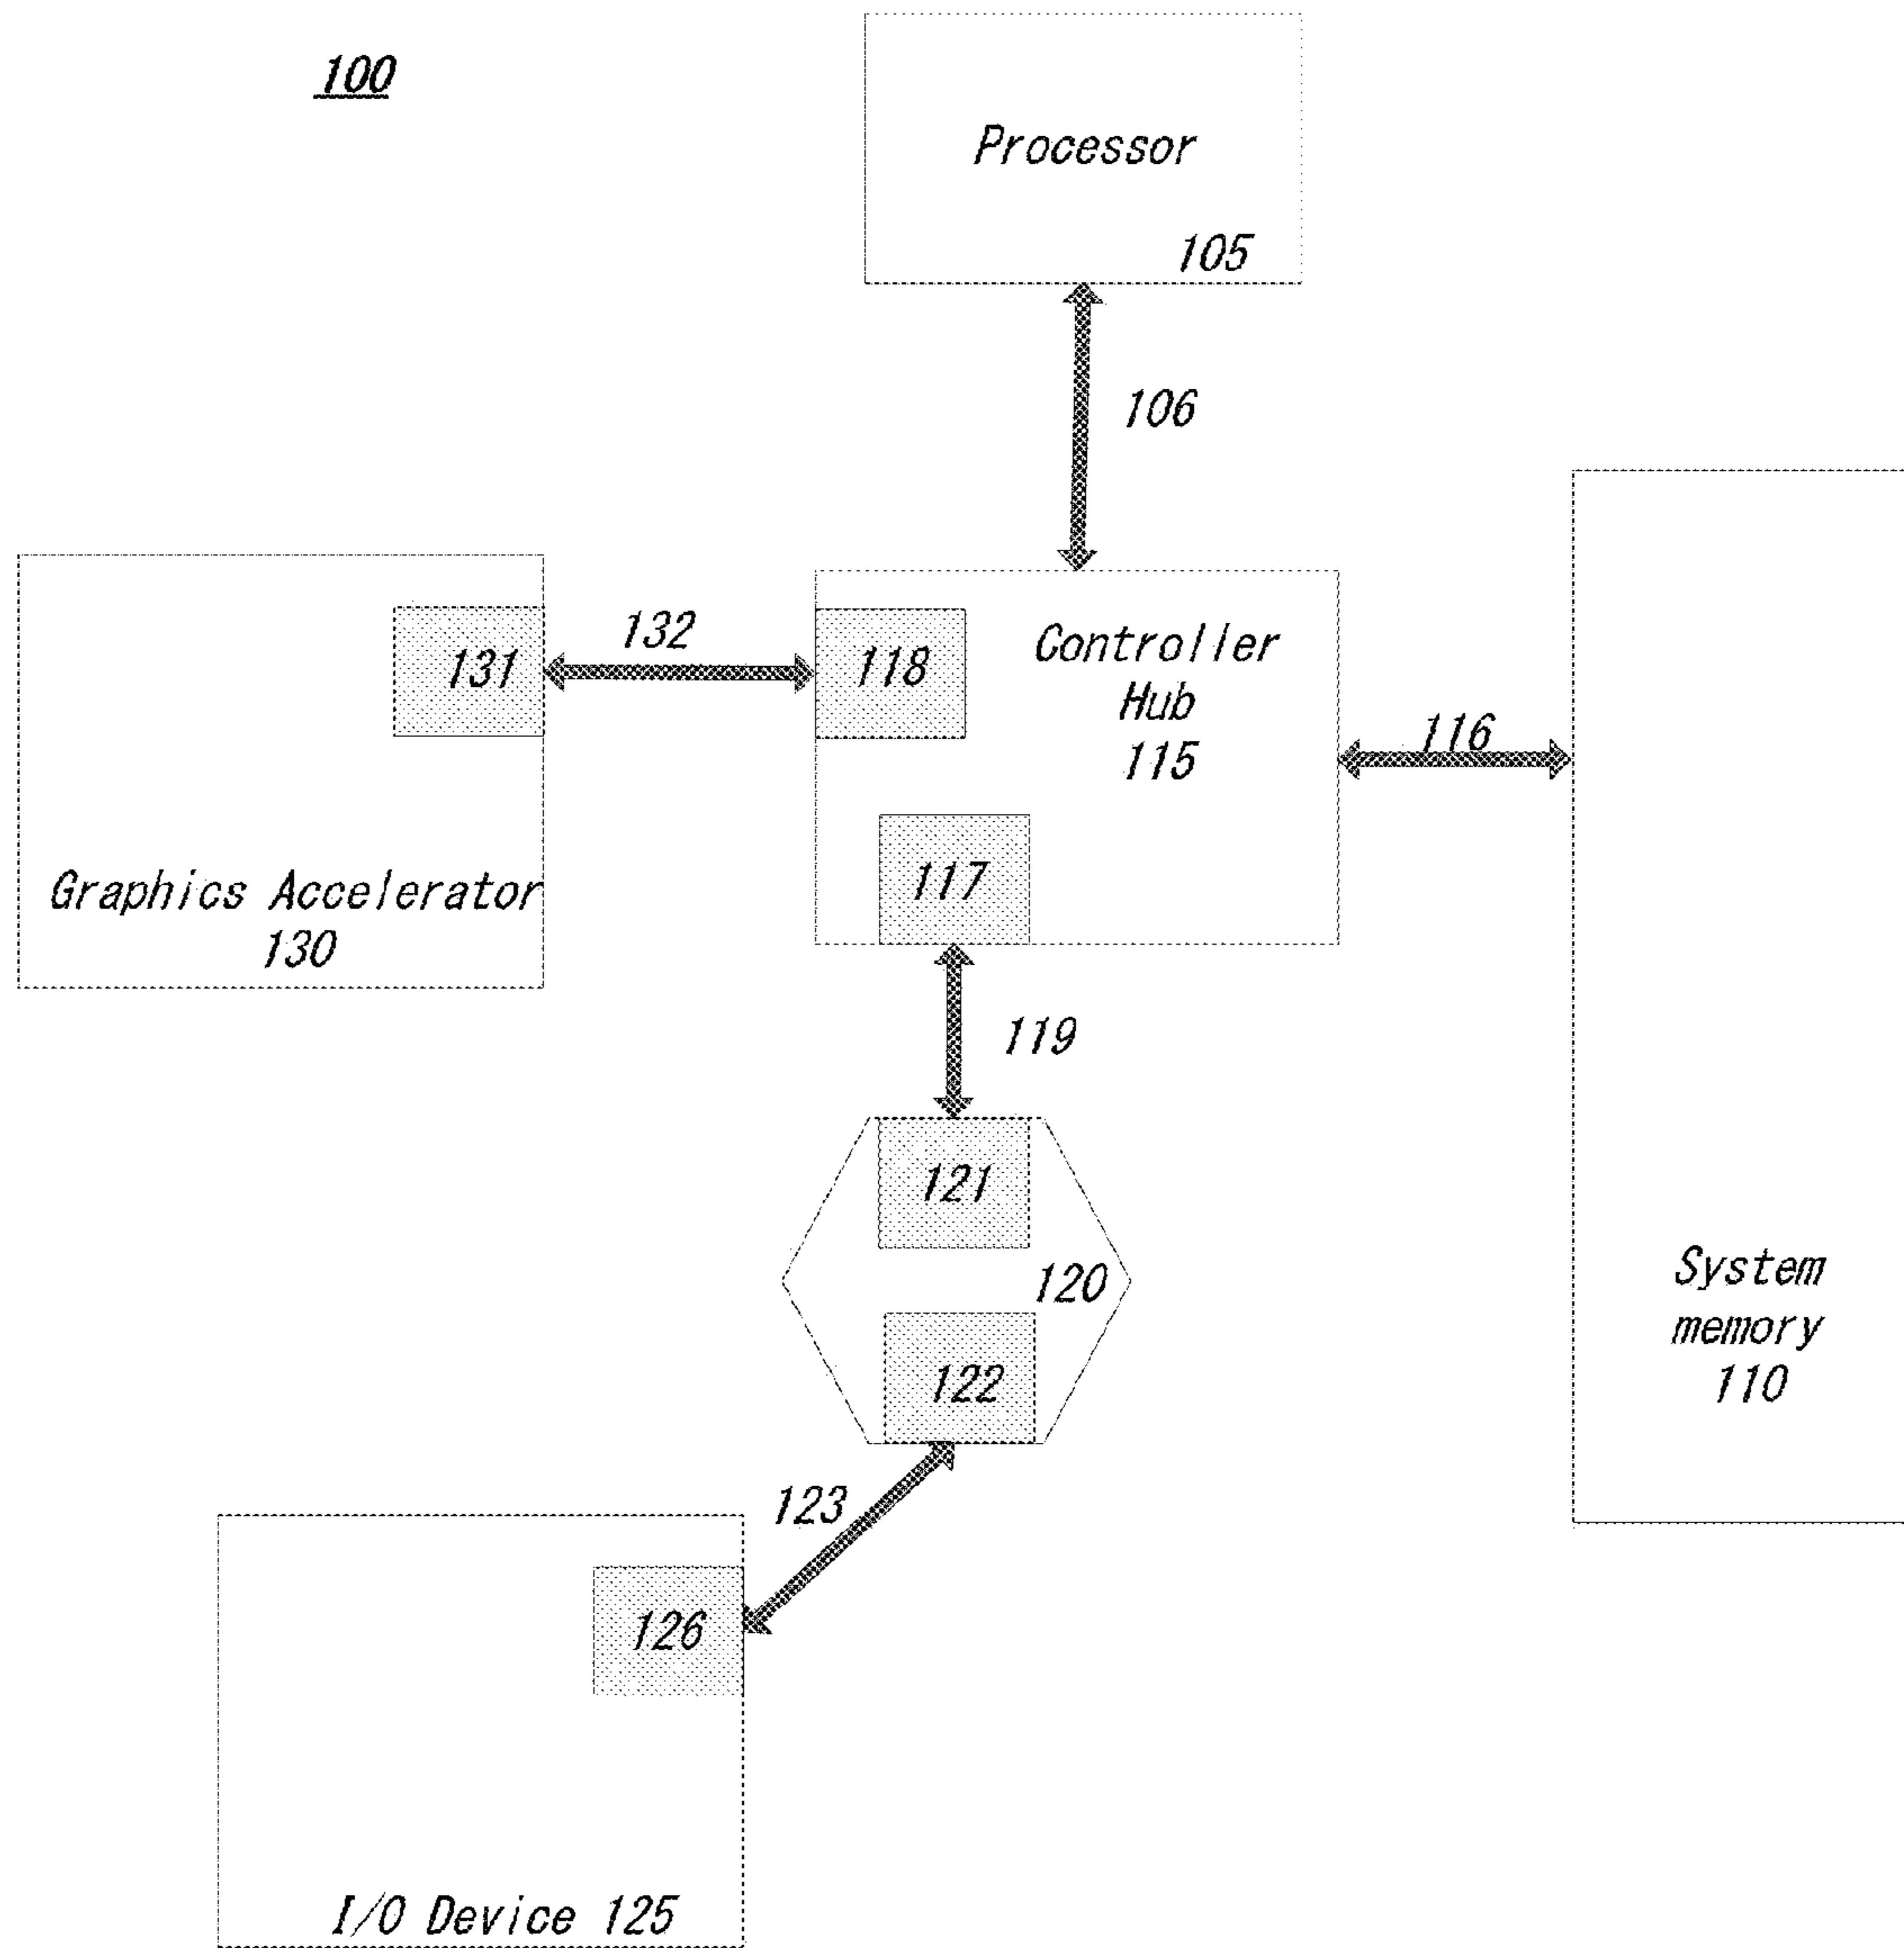 100
Processor
105
106
132
131
118
Controller
Hub
115
116
117
Graphics Accelerator
130
119
121
120
122
System
memory
110
123
126
I/O Device 125